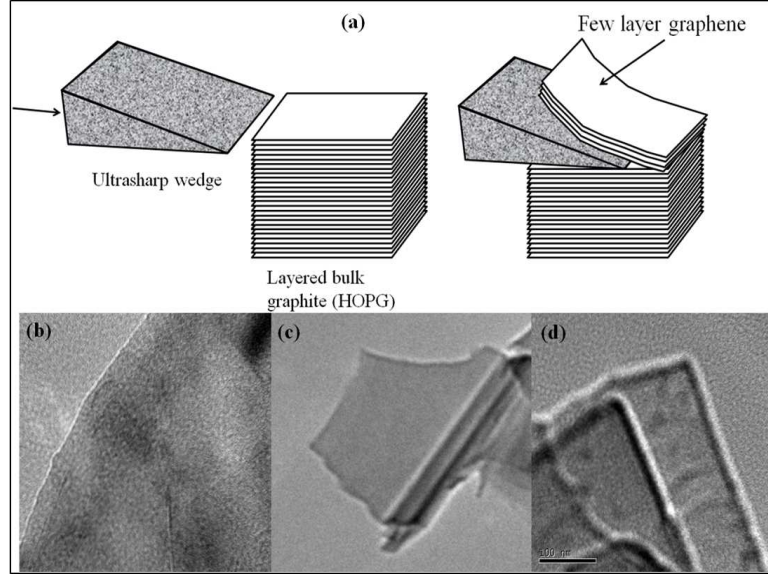 (a)
Few layer graphene
Ultrasharp wedge
Layered bulk
graphite (HOPG)
(b)
(c)
(d)
100 nm